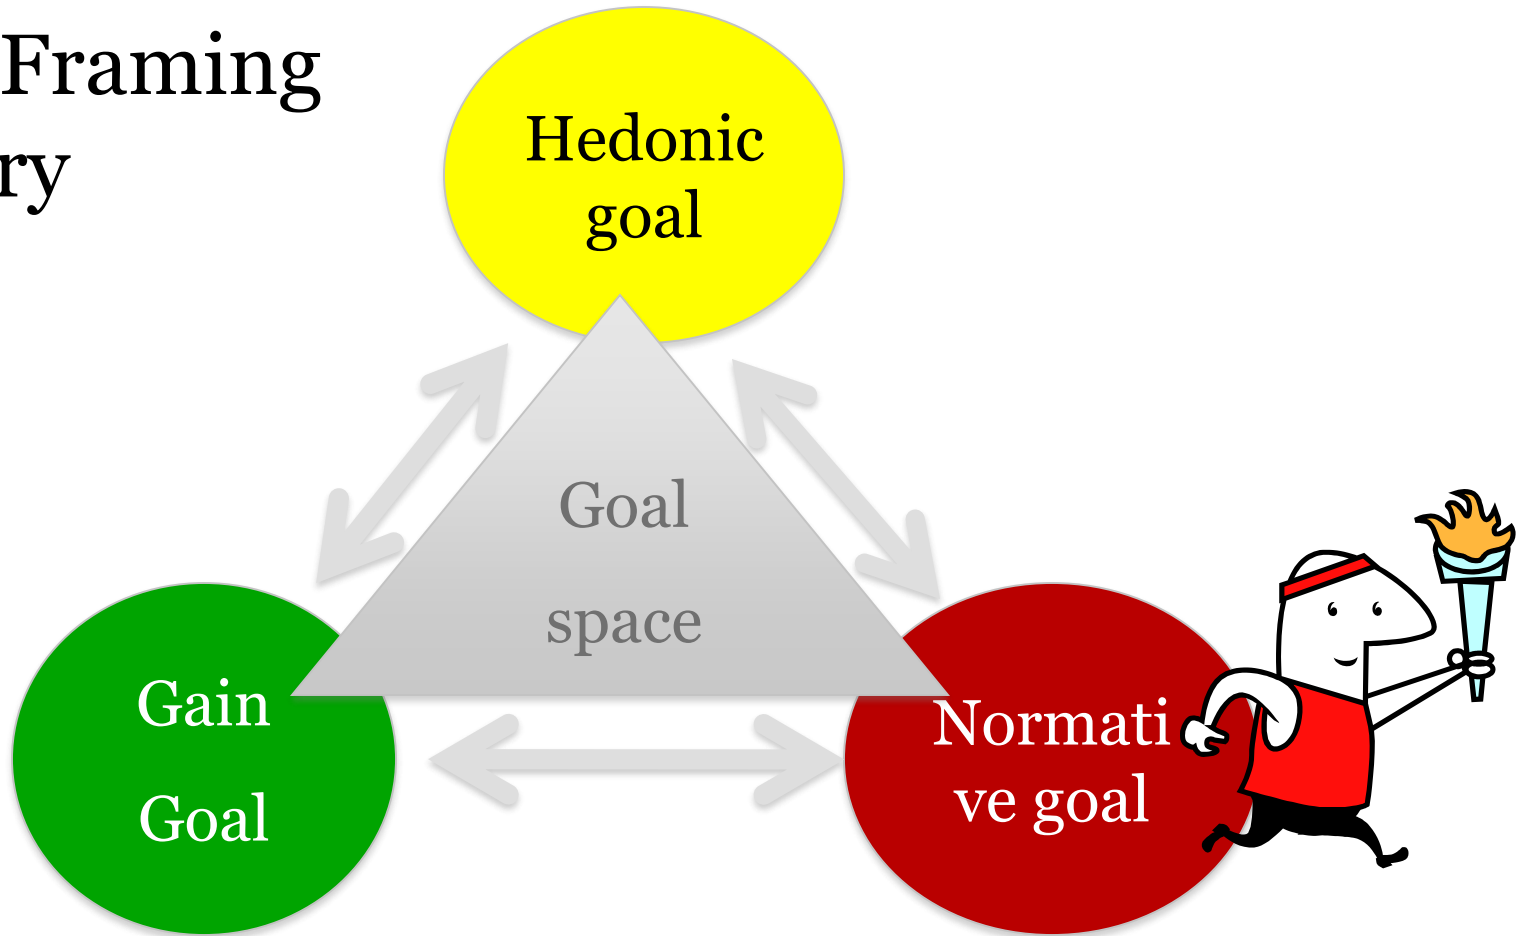 Framing
ry
Hedonic
goal
Goal
space
Gain
Goal
Normati
ve goal